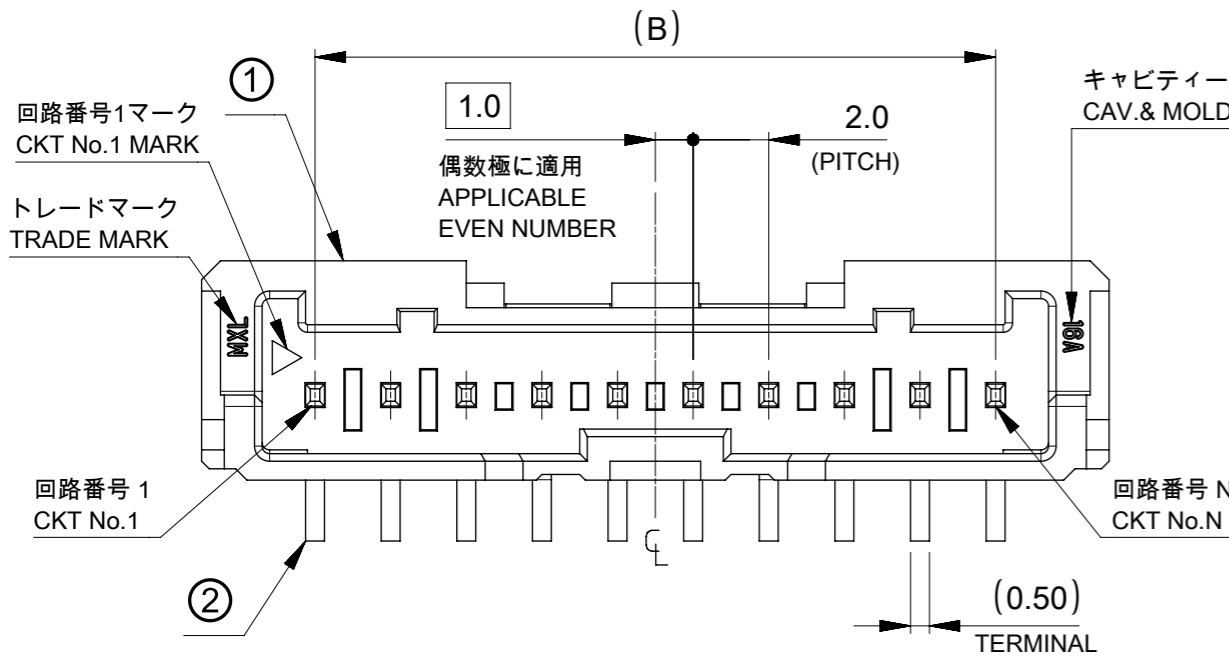 (B)
①
1.0
2.0
(PITCH)
キャビティー
CAV.& MOLD
回路番号1マーク
CKT No.1 MARK
偶数極に適用
APPLICABLE
EVEN NUMBER
トレードマーク
TRADE MARK
MXJ
16A
回路番号 1
CKT No.1
回路番号 N
CKT No.N
℄
②
(0.50)
TERMINAL